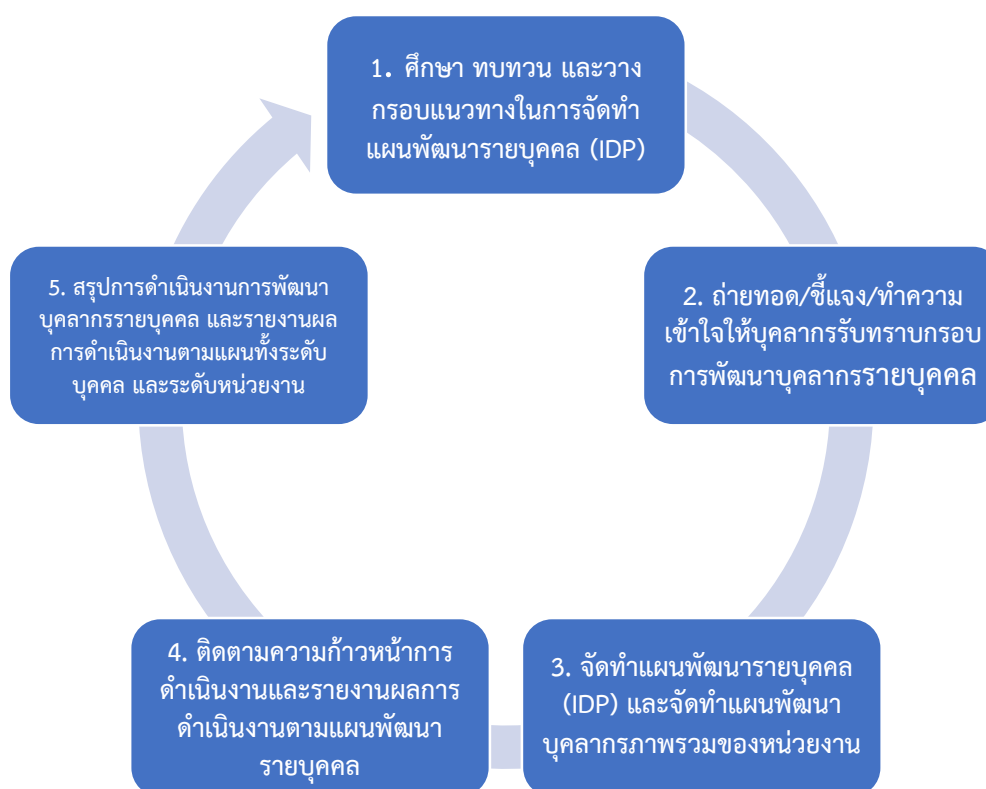 1. ศึกษา ทบทวน และวาง
กรอบแนวทางในการจัดทำ
แผนพัฒนารายบุคคล (IDP)
2. ถ่ายทอด/ชี้แจง/ทำความ
เข้าใจให้บุคลากรรับทราบกรอบ
การพัฒนาบุคลากรรายบุคคล
3. จัดทำแผนพัฒนารายบุคคล
(IDP) และจัดทำแผนพัฒนา
บุคลากรภาพรวมของหน่วยงาน
4. ติดตามความก้าวหน้าการ
ดำเนินงานและรายงานผลการ
ดำเนินงานตามแผนพัฒนา
รายบุคคล
5. สรุปการดำเนินงานการพัฒนา
บุคลากรรายบุคคล และรายงานผล
การดำเนินงานตามแผนทั้งระดับ
บุคคล และระดับหน่วยงาน